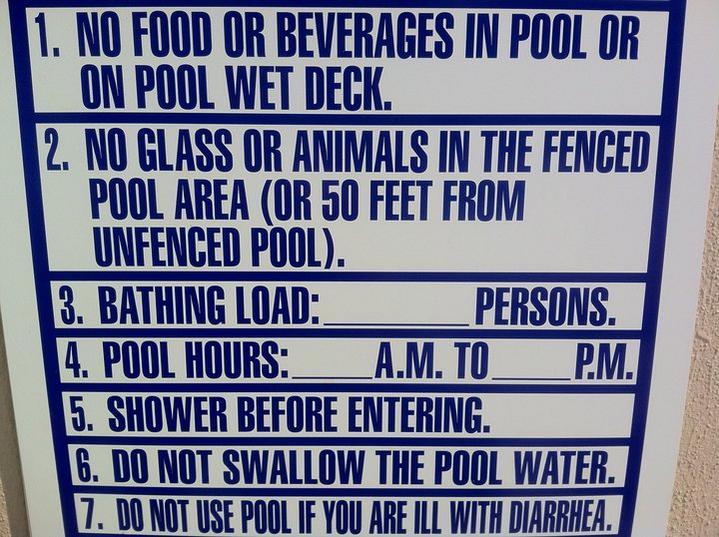 1. NO FOOD OR BEVERAGES IN POOL OR
ON POOL WET DECK.
2. NO GLASS OR ANIMALS IN THE FENCED
POOL AREA (OR 50 FEET FROM
UNFENCED POOL).
3. BATHING LOAD:________ PERSONS.
4. POOL HOURS:_____A.M. TO_____P.M.
5. SHOWER BEFORE ENTERING.
6. DO NOT SWALLOW THE POOL WATER.
7. DO NOT USE POOL IF YOU ARE ILL WITH DIARRHEA.